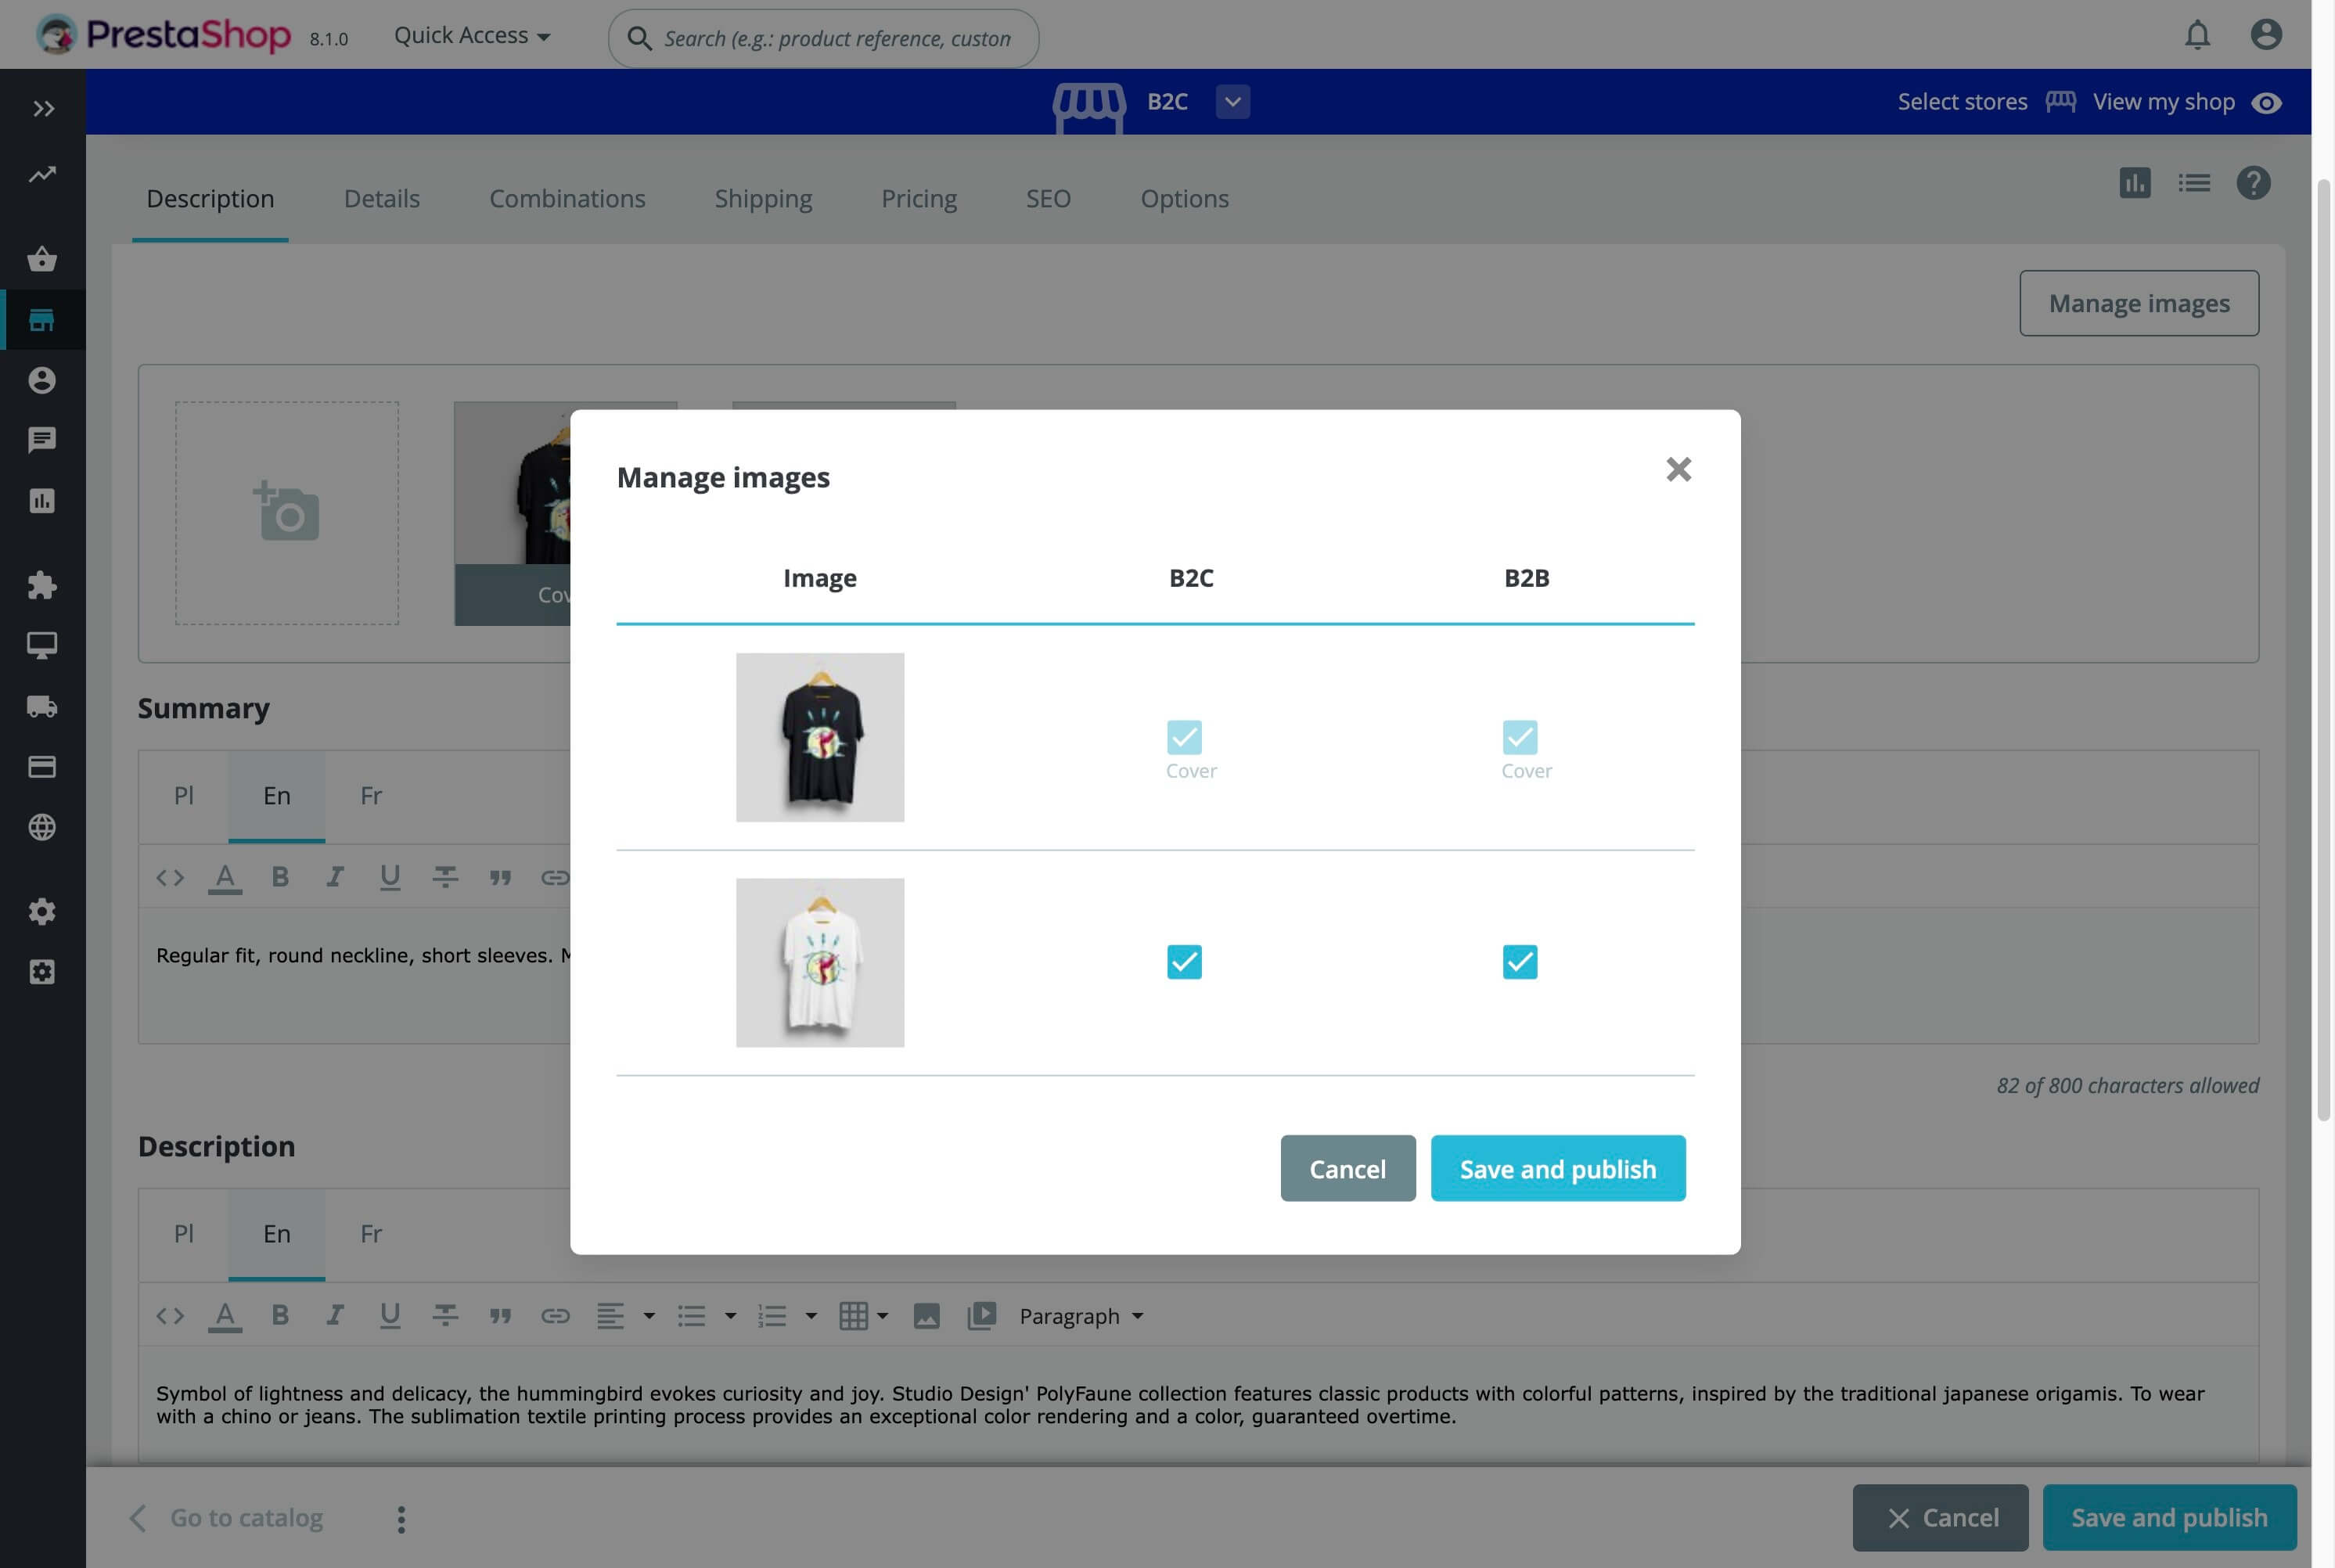 PrestaShop 8.1.0 Quick Access Search (e.g.: product reference, custon
B2C Select stores View my shop
Description Details Combinations Shipping Pricing SEO Options
Manage images
Manage images
Image B2C B2B
Cov
Cover Cover
Summary
Pl En Fr
Regular fit, round neckline, short sleeves.
82 of 800 characters allowed
Cancel Save and publish
Description
Pl En Fr
Paragraph
Symbol of lightness and delicacy, the hummingbird evokes curiosity and joy. Studio Design' PolyFaune collection features classic products with colorful patterns, inspired by the traditional japanese origamis. To wear
with a chino or jeans. The sublimation textile printing process provides an exceptional color rendering and a color, guaranteed overtime.
Go to catalog Cancel Save and publish